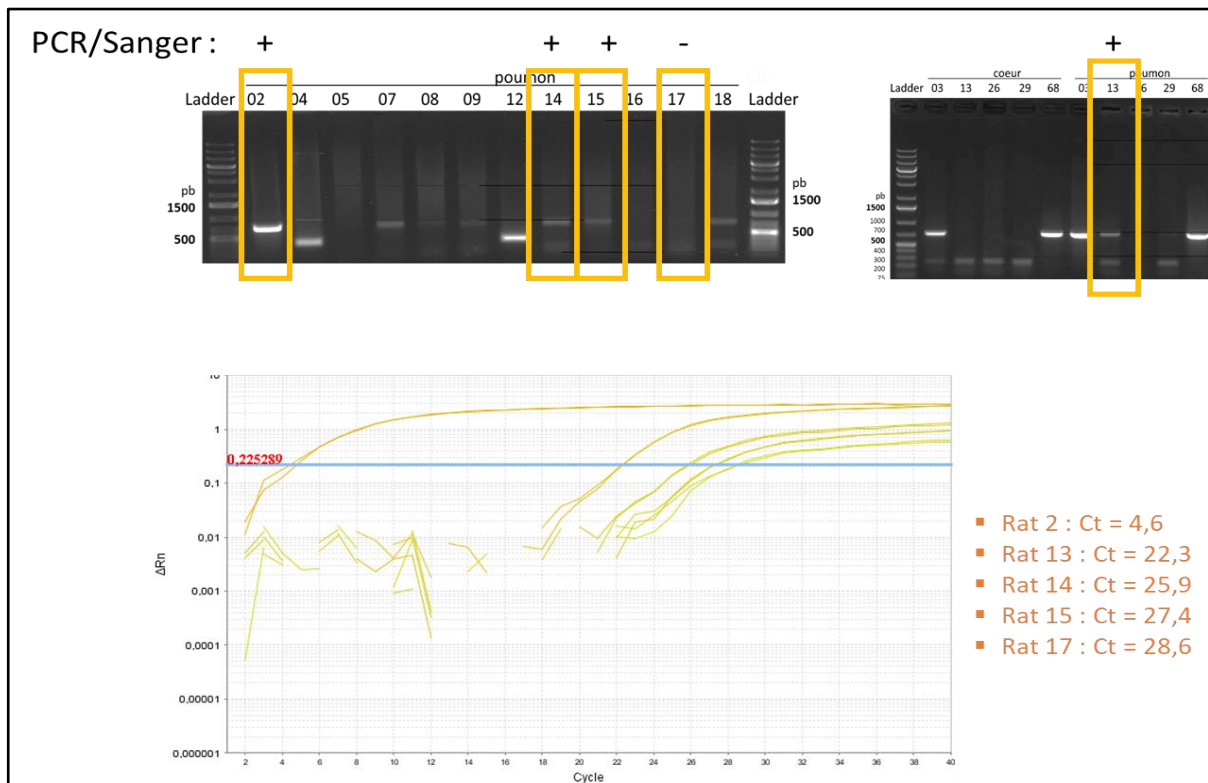 PCR/Sanger : + + + - +
poumon
Ladder 02 04 05 07 08 09 12 14 15 16 17 18 Ladder
pb
1500
500
pb
1500
500
coeur poumon
Ladder 03 13 26 29 68 03 13 26 29 68
pb
1500
1000
700
500
400
300
200
75
10
1
0,225289
0,1
0,01
0,001
0,0001
0,00001
0,000001
ΔRn
2 4 6 8 10 12 14 16 18 20 22 24 26 28 30 32 34 36 38 40
Cycle
▪ Rat 2 : Ct = 4,6
▪ Rat 13 : Ct = 22,3
▪ Rat 14 : Ct = 25,9
▪ Rat 15 : Ct = 27,4
▪ Rat 17 : Ct = 28,6